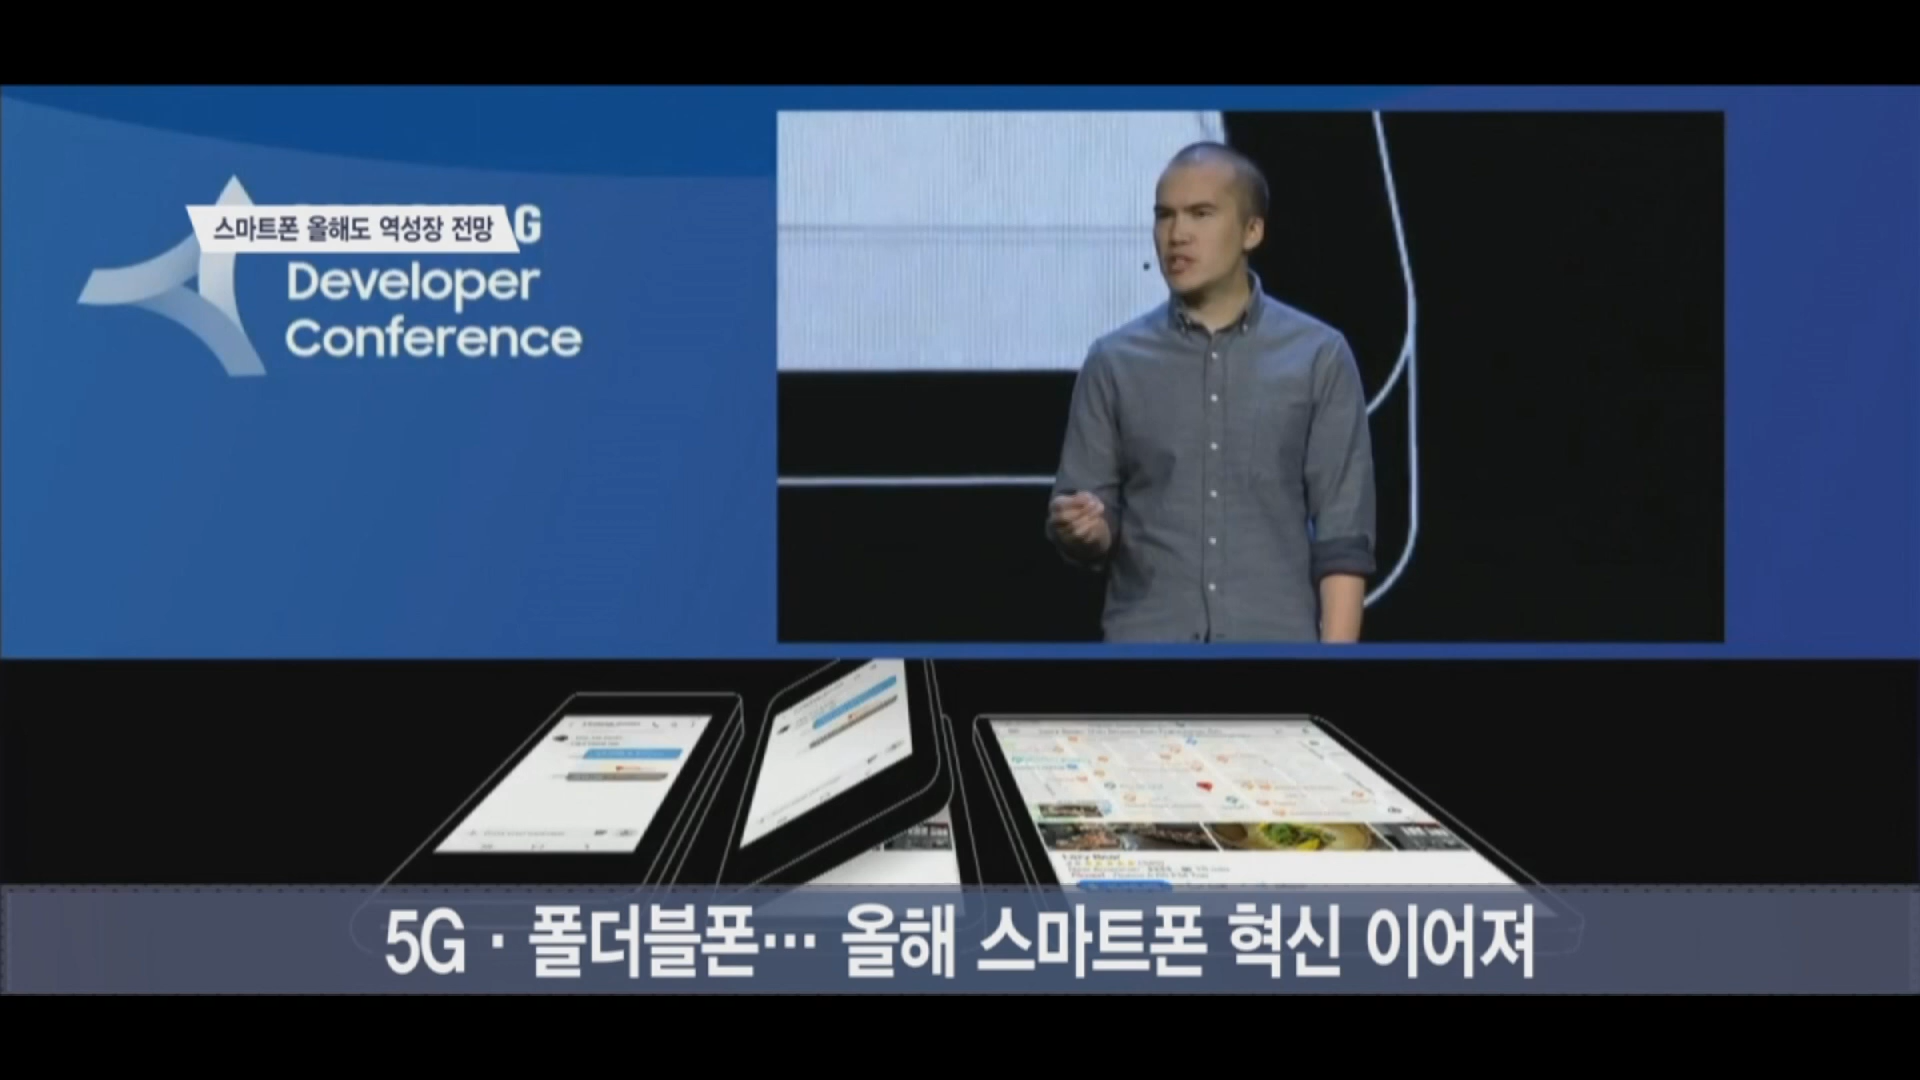 스마트폰 올해도 역성장 전망
G
Developer
Conference
5G · 폴더블폰… 올해 스마트폰 혁신 이어져